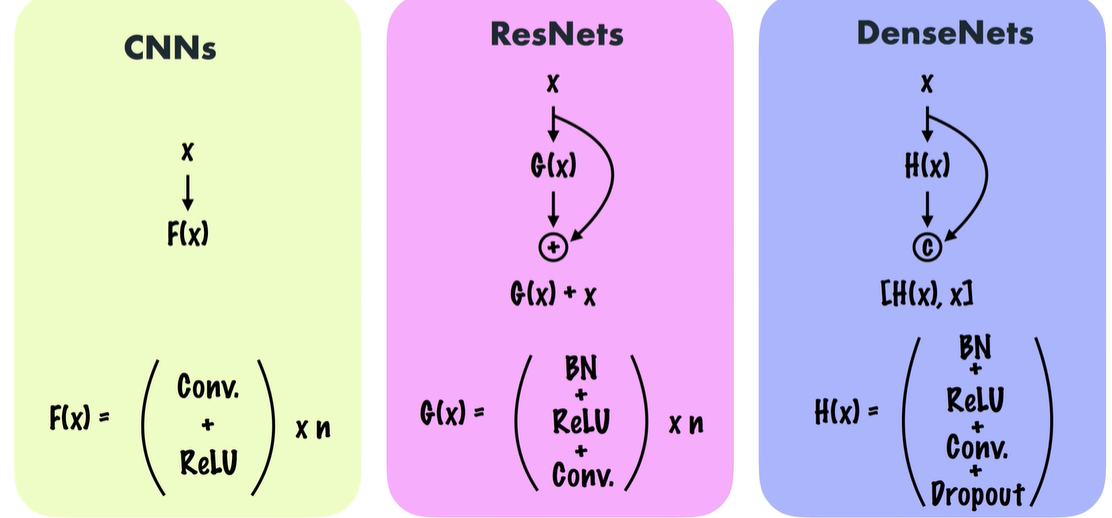 CNNs
x
F(x)
F(x) =
Conv.
+
ReLU
x n
ResNets
x
G(x)
+
G(x) + x
G(x) =
BN
+
ReLU
+
Conv.
x n
DenseNets
x
H(x)
C
[H(x), x]
H(x) =
BN
+
ReLU
+
Conv.
+
Dropout